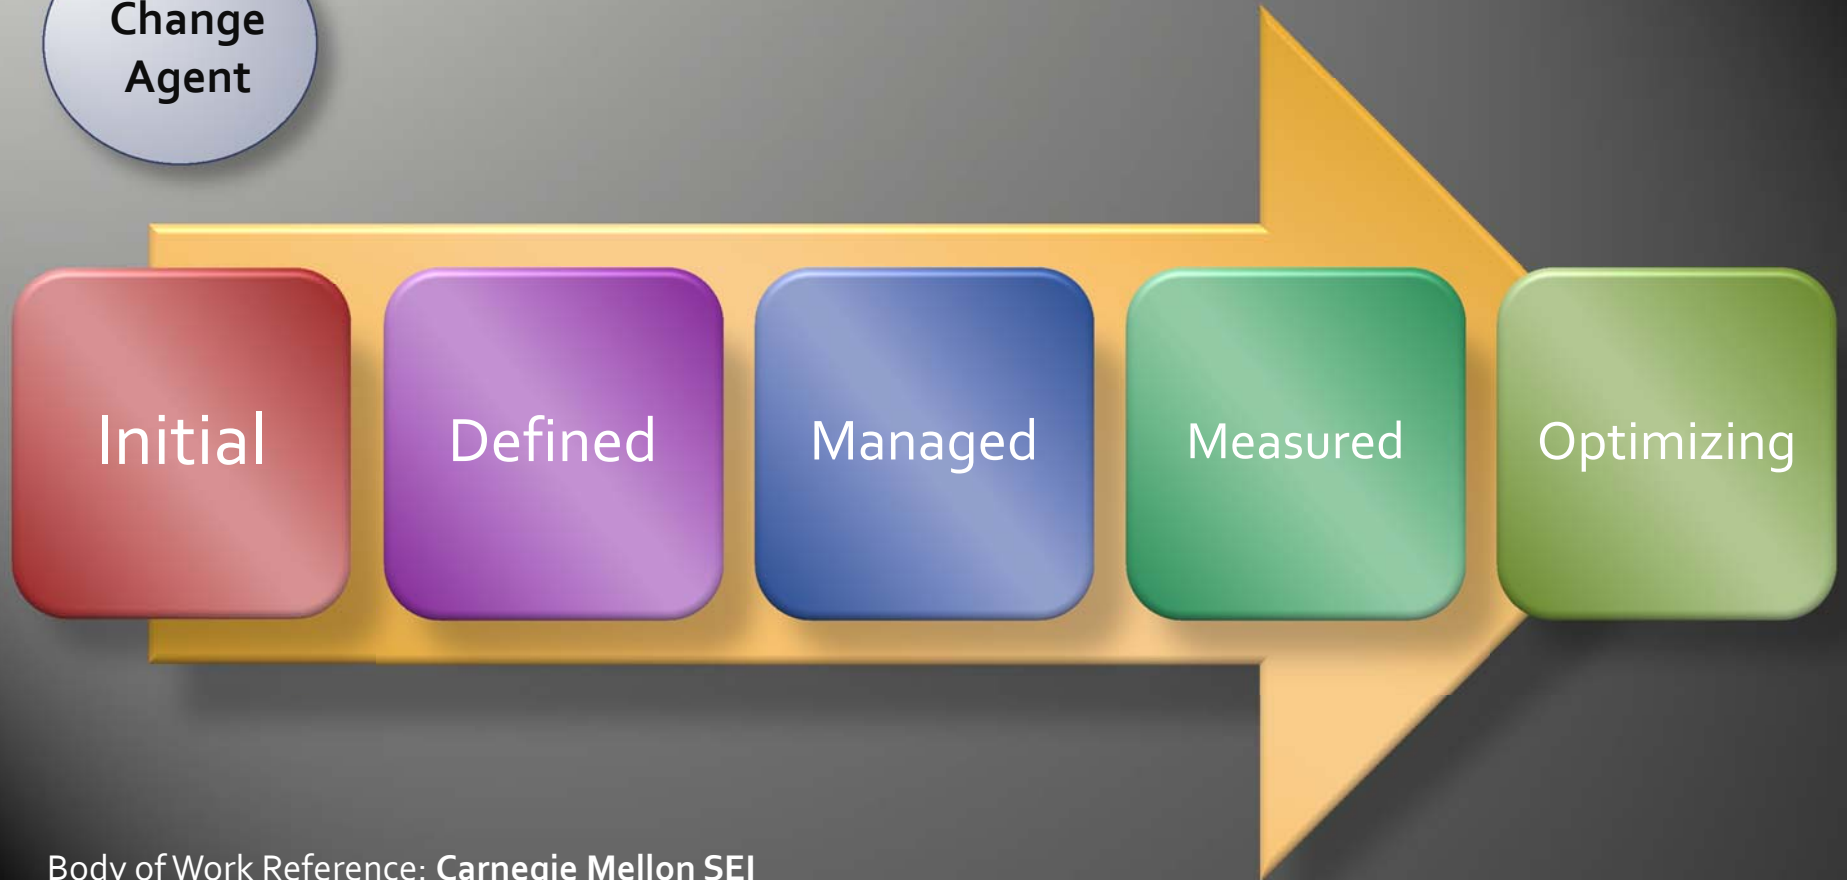 Change
Agent
Initial
Defined
Managed
Measured
Optimizing
Body of Work Reference: Carnegie Mellon SEI